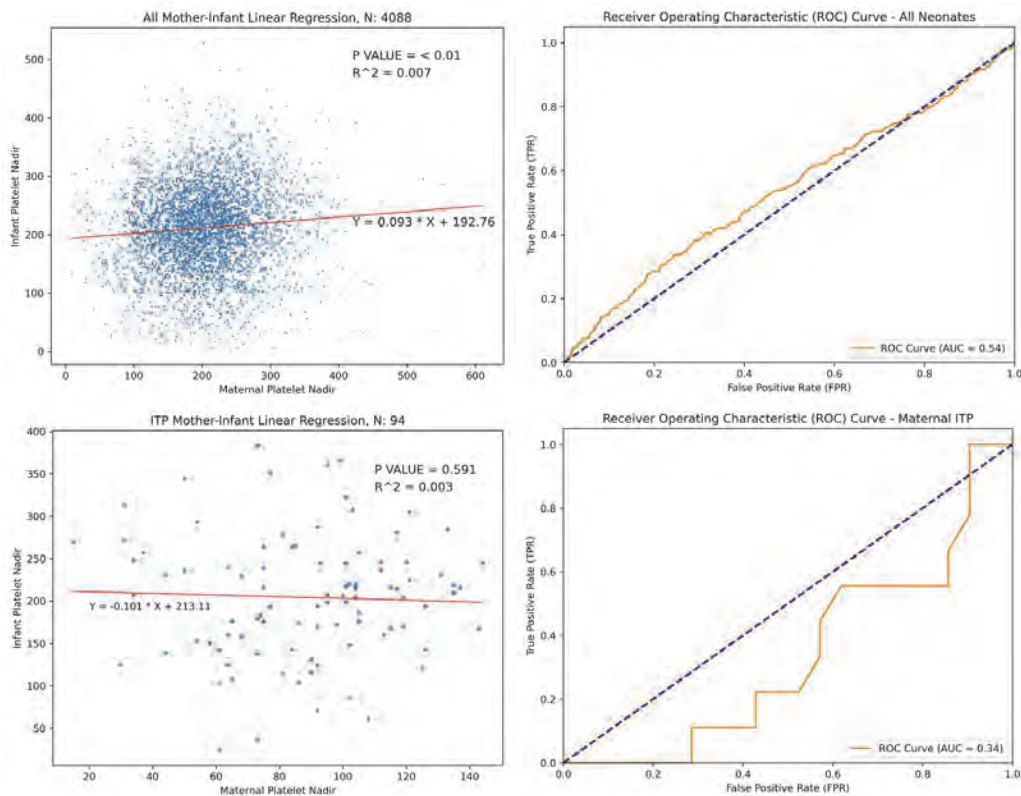 All Mother-Infant Linear Regression, N: 4088
P VALUE = < 0.01
R^2 = 0.007
Y = 0.093 * X + 192.76
Infant Platelet Nadir
500
400
300
200
100
0
0 100 200 300 400 500 600
Maternal Platelet Nadir
Receiver Operating Characteristic (ROC) Curve - All Neonates
True Positive Rate (TPR)
1.0
0.8
0.6
0.4
0.2
0.0
ROC Curve (AUC = 0.54)
0.0 0.2 0.4 0.6 0.8 1.0
False Positive Rate (FPR)
ITP Mother-Infant Linear Regression, N: 94
P VALUE = 0.591
R^2 = 0.003
Y = -0.101 * X + 213.11
Infant Platelet Nadir
400
350
300
250
200
150
100
50
20 40 60 80 100 120 140
Maternal Platelet Nadir
Receiver Operating Characteristic (ROC) Curve - Maternal ITP
True Positive Rate (TPR)
1.0
0.8
0.6
0.4
0.2
0.0
ROC Curve (AUC = 0.34)
0.0 0.2 0.4 0.6 0.8 1.0
False Positive Rate (FPR)